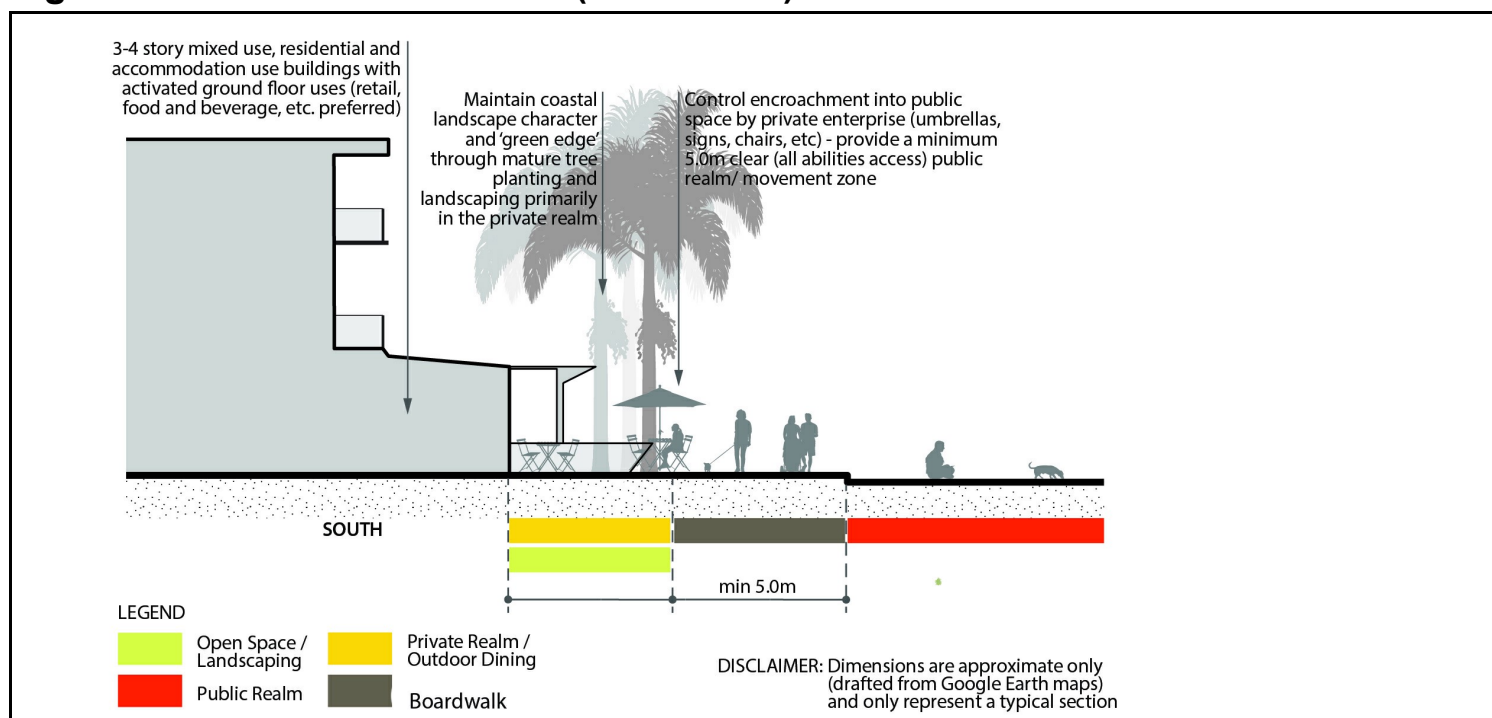 3-4 story mixed use, residential and
accommodation use buildings with
activated ground floor uses (retail,
food and beverage, etc. preferred)
Maintain coastal
landscape character
and 'green edge'
through mature tree
planting and
landscaping primarily
in the private realm
Control encroachment into public
space by private enterprise (umbrellas,
signs, chairs, etc) - provide a minimum
5.0m clear (all abilities access) public
realm/ movement zone
SOUTH
min 5.0m
LEGEND
Open Space /
Landscaping
Private Realm /
Outdoor Dining
Public Realm
Boardwalk
DISCLAIMER: Dimensions are approximate only
(drafted from Google Earth maps)
and only represent a typical section